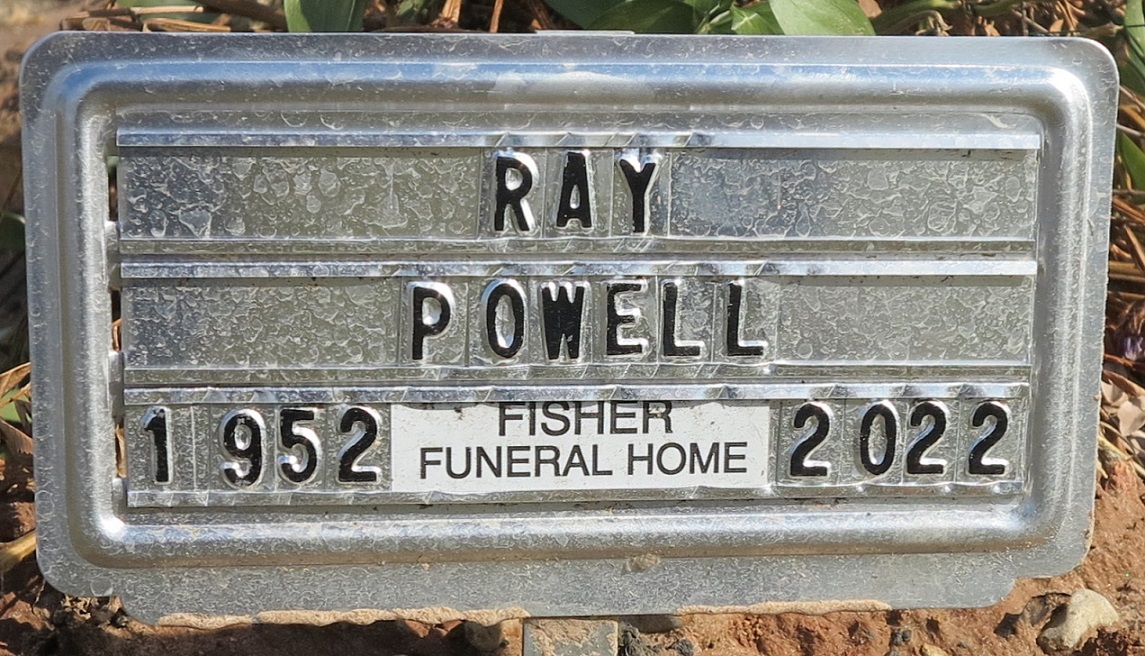 RAY
POWELL
1952 FISHER 2022
FUNERAL HOME